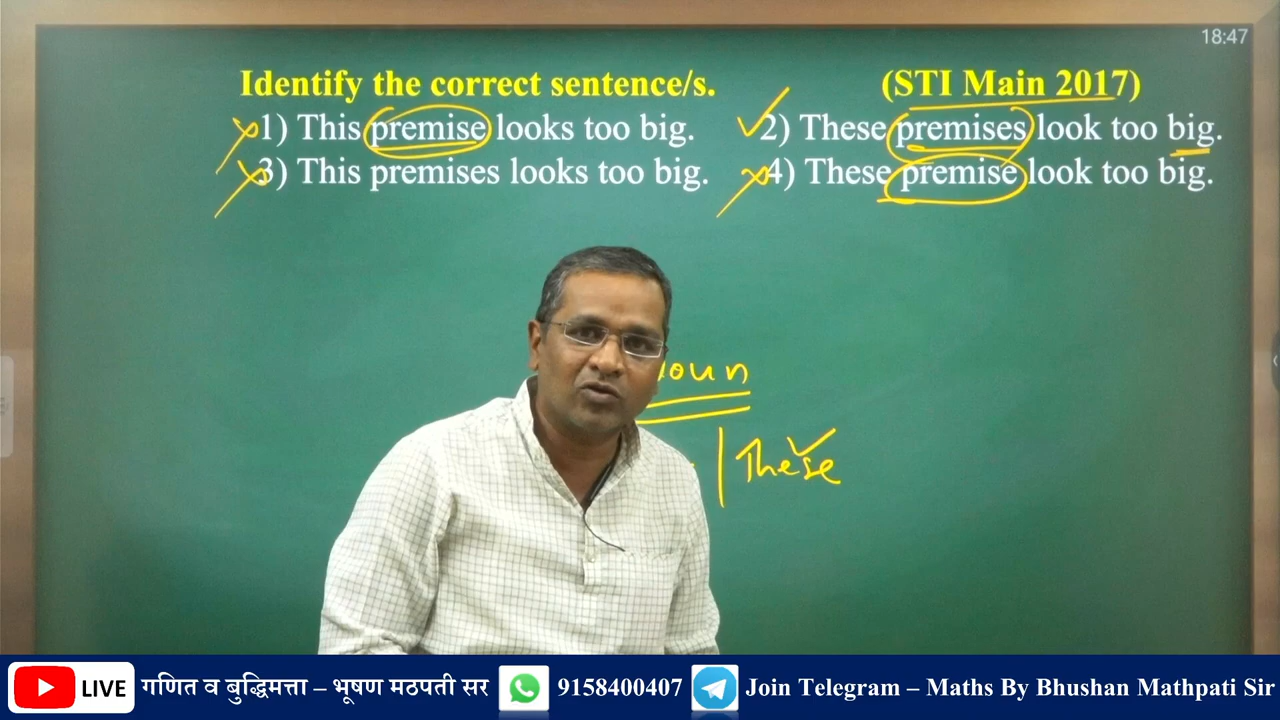 18:47
Identify the correct sentence/s. (STI Main 2017)
1) This premise looks too big. 2) These premises look too big.
3) This premises looks too big. 4) These premise look too big.
oun
These
LIVE गणित व बुद्धिमत्ता – भूषण मठपती सर 9158400407 Join Telegram – Maths By Bhushan Mathpati Sir